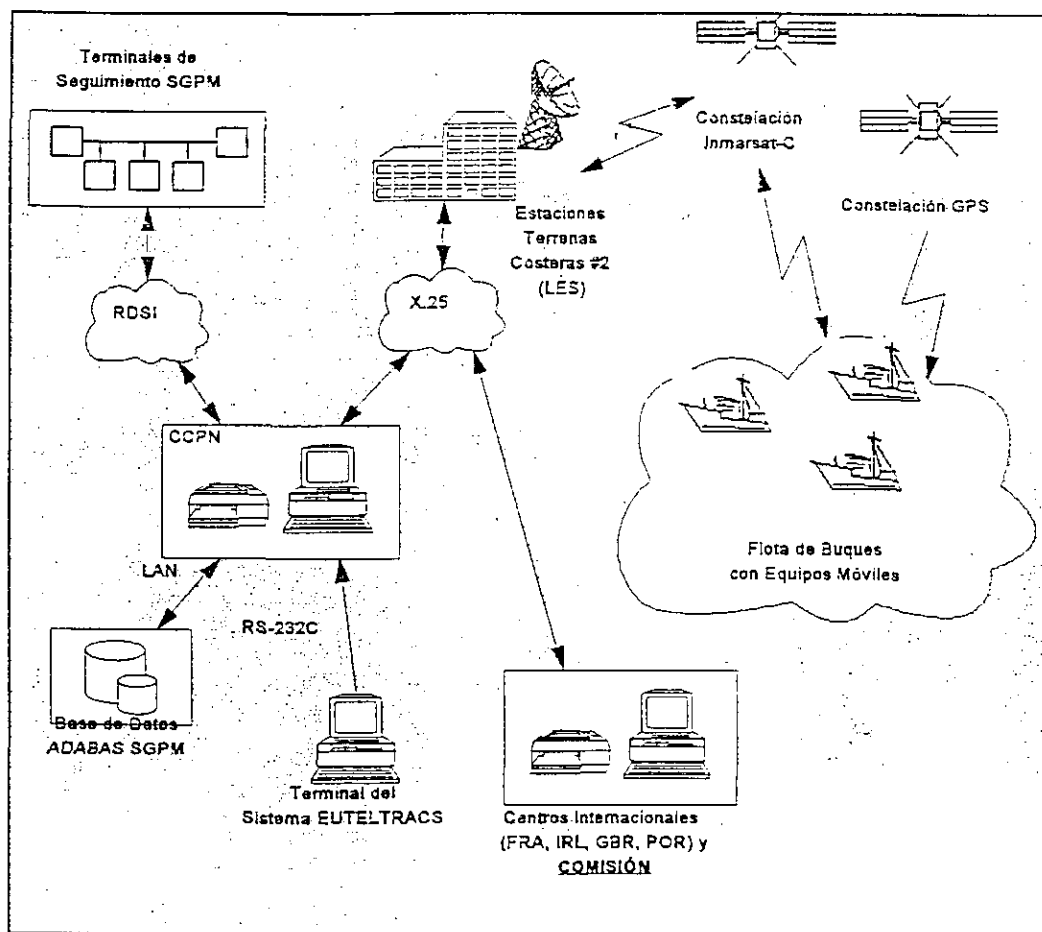 Terminales de
Seguimiento SGPM
Constelación
Inmarsat-C
Constelación GPS
Estaciones
Terrenas
Costeras #2
(LES)
RDSI
X.25
CCPN
LAN
RS-232C
Flota de Buques
con Equipos Móviles
Base de Datos
ADABAS SGPM
Terminal del
Sistema EUTELTRACS
Centros Internacionales
(FRA, IRL, GBR, POR) y
COMISIÓN